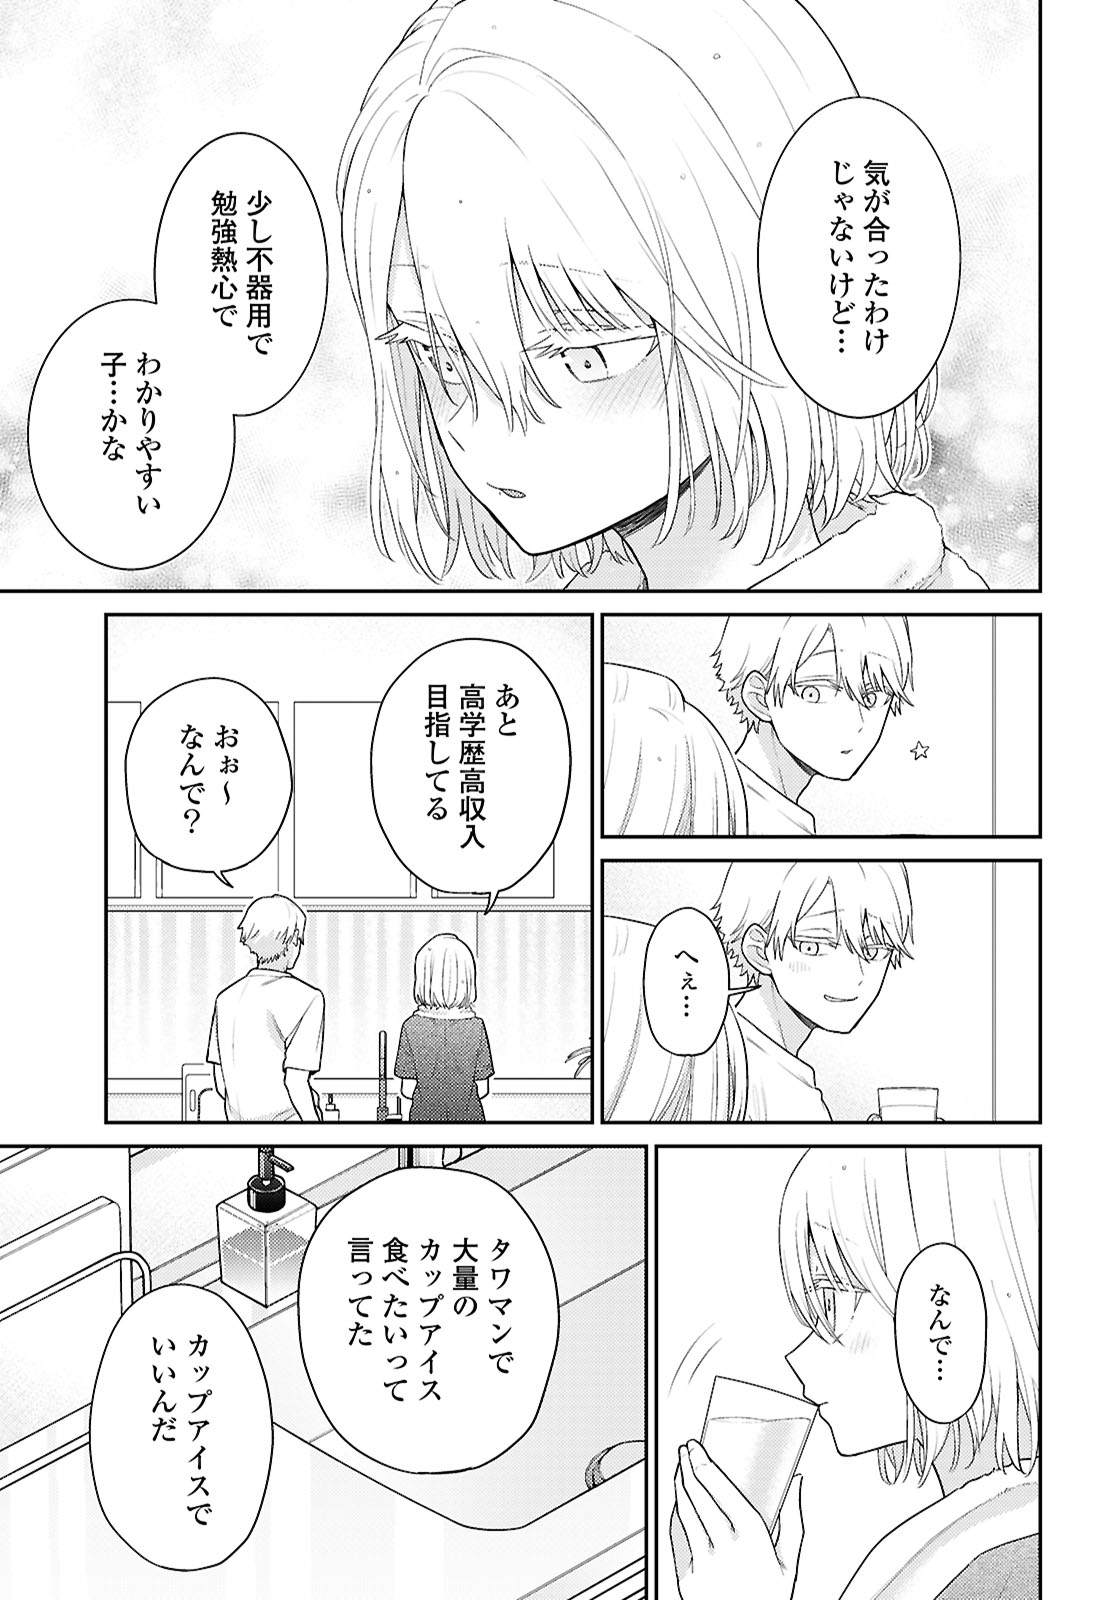 気が合ったわけ
じゃないけど…
少し不器用で
勉強熱心で
わかりやすい
子…かな
へぇ…
あと
高学歴高収入
目指してる
おぉ〜
なんで？
なんで…
タワマンで
大量の
カップアイス
食べたいって
言ってた
カップアイスで
いいんだ